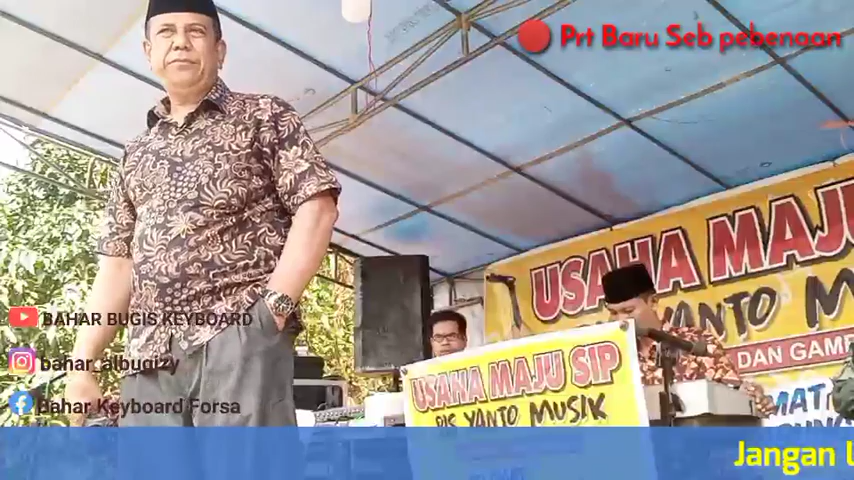 Prt Baru Seb pebenaan
USAHA MAJU
YANTO M
DAN GAM
MAT
USAHA MAJU SIP
YANTO MUSIK
BAHAR BUGIS KEYBOARD
bahar_albugizy
Bahar Keyboard Forsa
Jangan L